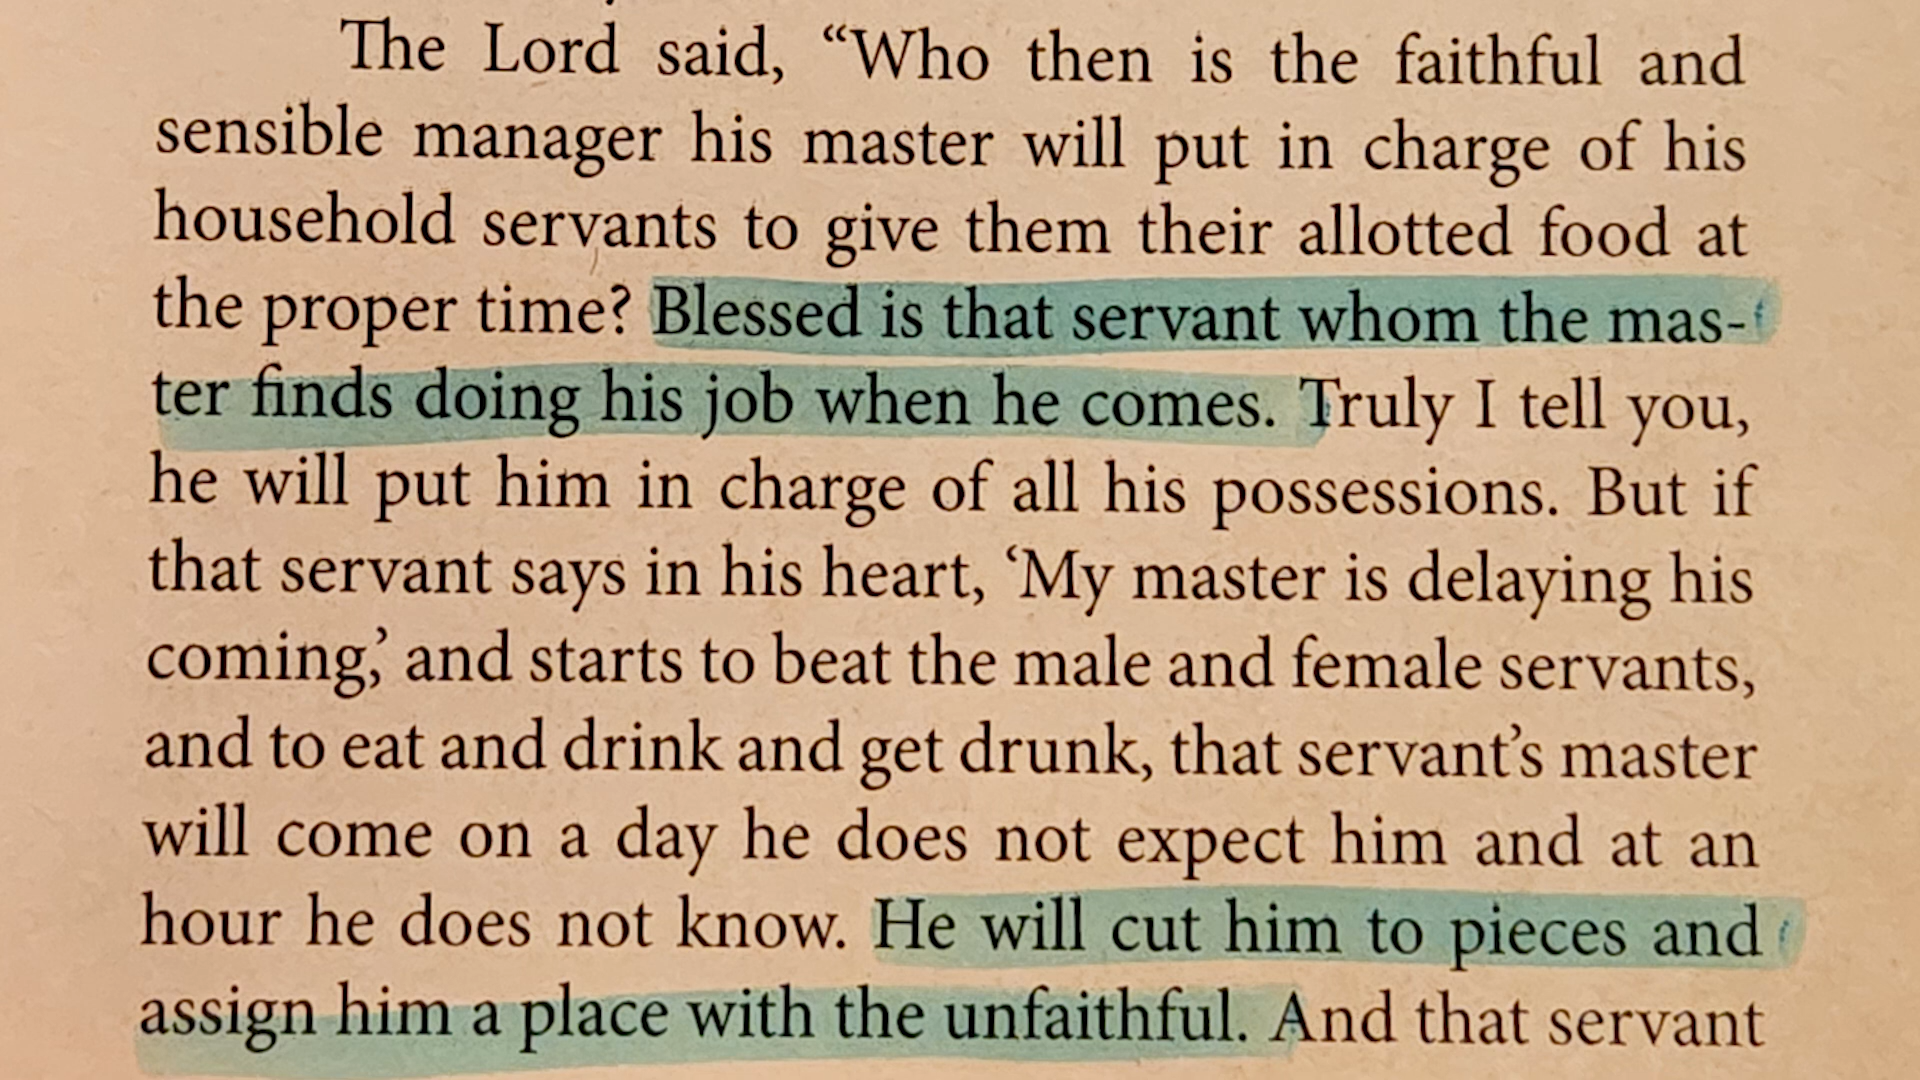 The Lord said, “Who then is the faithful and
sensible manager his master will put in charge of his
household servants to give them their allotted food at
the proper time? Blessed is that servant whom the mas-
ter finds doing his job when he comes. Truly I tell you,
he will put him in charge of all his possessions. But if
that servant says in his heart, ‘My master is delaying his
coming,’ and starts to beat the male and female servants,
and to eat and drink and get drunk, that servant’s master
will come on a day he does not expect him and at an
hour he does not know. He will cut him to pieces and
assign him a place with the unfaithful. And that servant